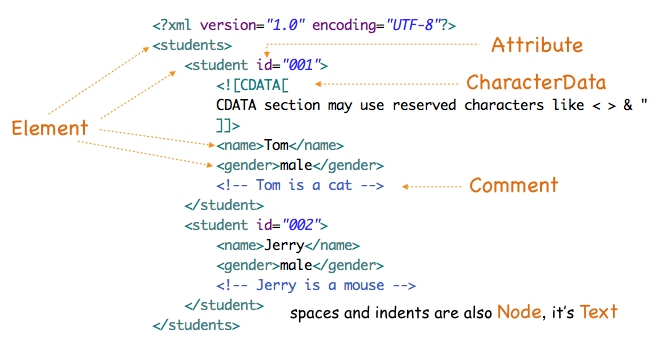 <?xml version="1.0" encoding="UTF-8"?>
<students>
Attribute
<student id="001">
<![CDATA[
CharacterData
CDATA section may use reserved characters like < > & "
]]>
Element
<name>Tom</name>
<gender>male</gender>
<!-- Tom is a cat -->
Comment
</student>
<student id="002">
<name>Jerry</name>
<gender>male</gender>
<!-- Jerry is a mouse -->
</student>
spaces and indents are also Node, it's Text
</students>